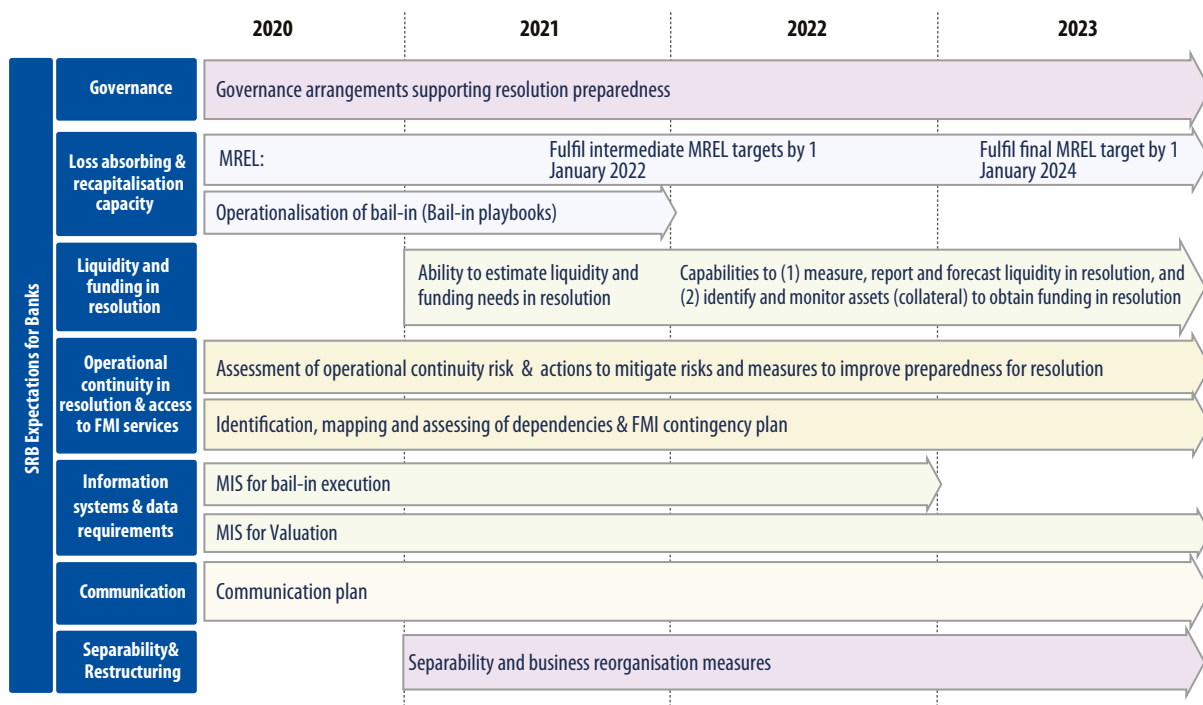 2020
2021
2022
2023
SRB Expectations for Banks
Governance
Governance arrangements supporting resolution preparedness
Loss absorbing &
recapitalisation
capacity
MREL:
Fulfil intermediate MREL targets by 1
January 2022
Fulfil final MREL target by 1
January 2024
Operationalisation of bail-in (Bail-in playbooks)
Liquidity and
funding in
resolution
Ability to estimate liquidity and
funding needs in resolution
Capabilities to (1) measure, report and forecast liquidity in resolution, and
(2) identify and monitor assets (collateral) to obtain funding in resolution
Operational
continuity in
resolution & access
to FMI services
Assessment of operational continuity risk & actions to mitigate risks and measures to improve preparedness for resolution
Identification, mapping and assessing of dependencies & FMI contingency plan
Information
systems & data
requirements
MIS for bail-in execution
MIS for Valuation
Communication
Communication plan
Separability&
Restructuring
Separability and business reorganisation measures